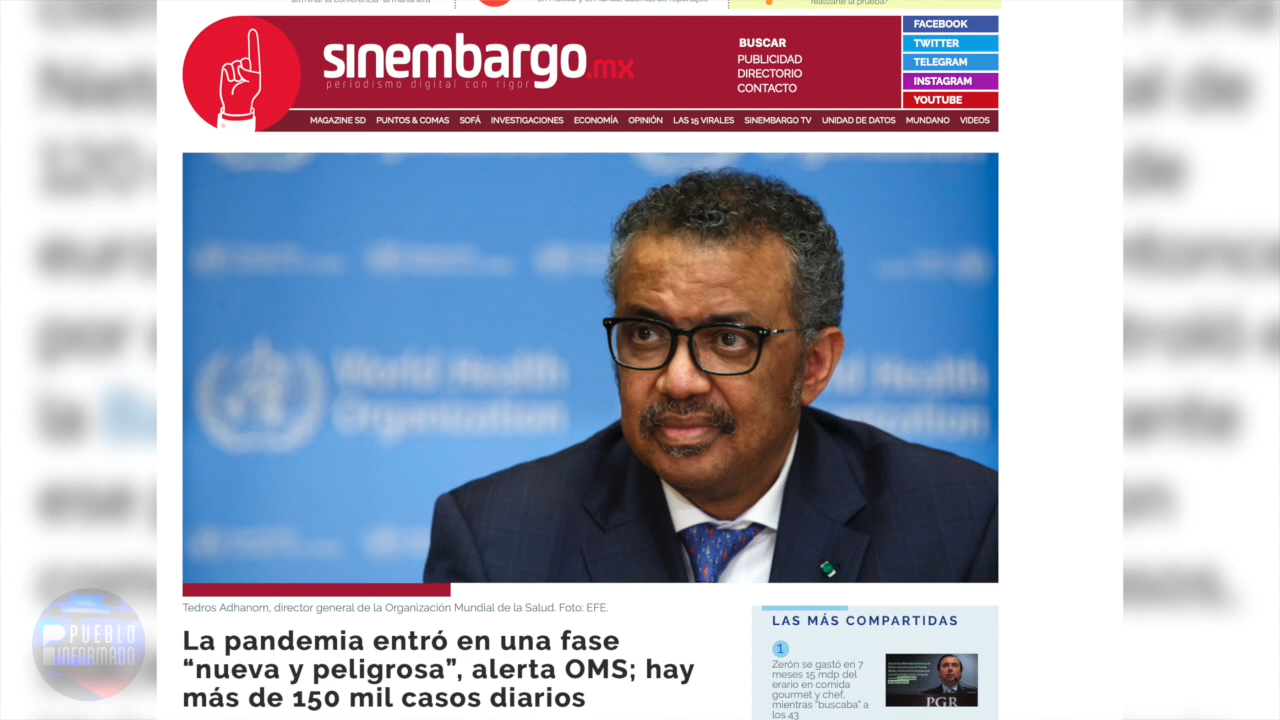 realizarte la prueba?
sinembargo.mx
periodismo digital con rigor
BUSCAR
PUBLICIDAD
DIRECTORIO
CONTACTO
FACEBOOK
TWITTER
TELEGRAM
INSTAGRAM
YOUTUBE
MAGAZINE SD PUNTOS & COMAS SOFÁ INVESTIGACIONES ECONOMÍA OPINIÓN LAS 15 VIRALES SINEMBARGO TV UNIDAD DE DATOS MUNDANO VIDEOS
World Health
Organization
Tedros Adhanom, director general de la Organización Mundial de la Salud. Foto: EFE.
La pandemia entró en una fase
“nueva y peligrosa”, alerta OMS; hay
más de 150 mil casos diarios
LAS MÁS COMPARTIDAS
1
Zerón se gastó en 7
meses 15 mdp del
erario en comida
gourmet y chef,
mientras “buscaba” a
los 43
PGR
PUEBLO
INFORMADO